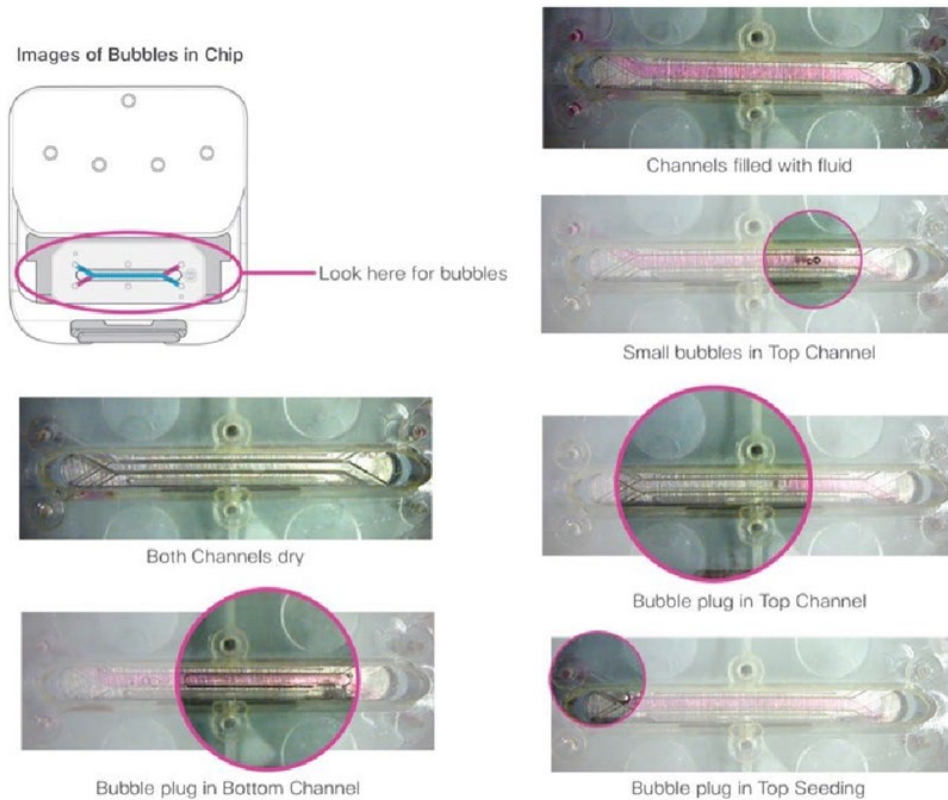 Images of Bubbles in Chip
Look here for bubbles
Channels filled with fluid
Small bubbles in Top Channel
Both Channels dry
Bubble plug in Top Channel
Bubble plug in Bottom Channel
Bubble plug in Top Seeding